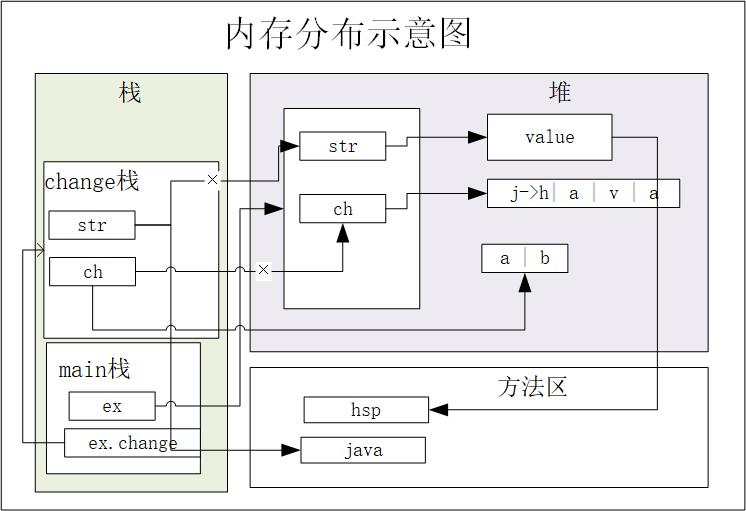 内存分布示意图
栈
堆
change栈
str
ch
main栈
ex
ex.change
str
ch
value
j->h| a | v | a
a | b
方法区
hsp
java